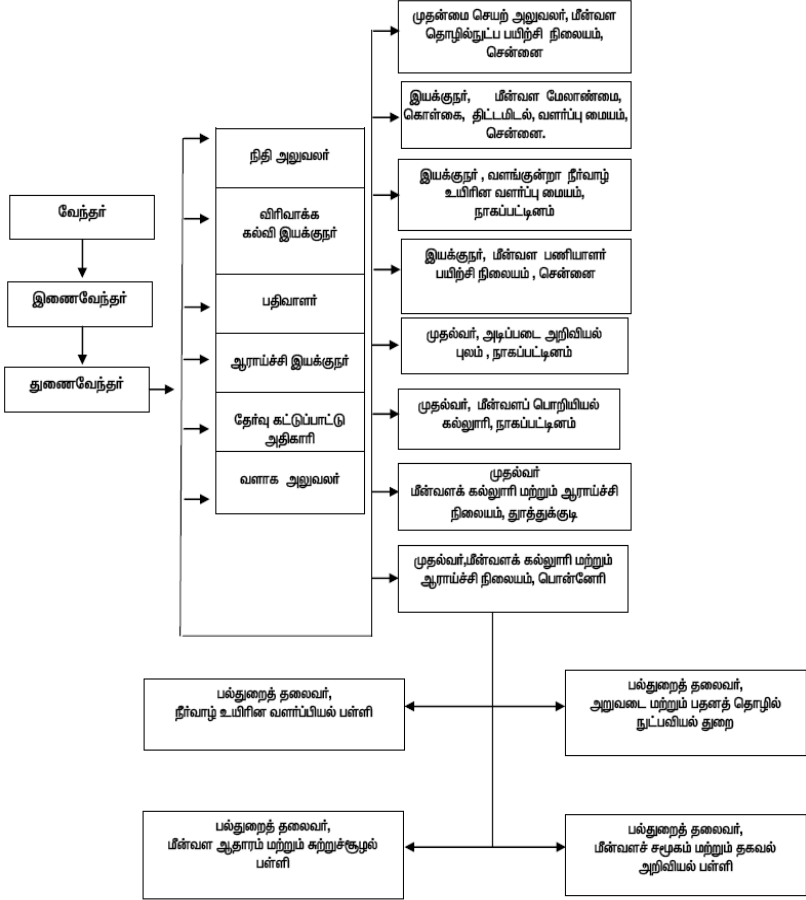 வேந்தர்
இணைவேந்தர்
துணைவேந்தர்
நிதி அலுவலர்
விரிவாக்க
கல்வி இயக்குநர்
பதிவாளர்
ஆராய்ச்சி இயக்குநர்
தேர்வு கட்டுப்பாட்டு
அதிகாரி
வளாக அலுவலர்
முதன்மை செயற் அலுவலர், மீன்வள
தொழில்நுட்ப பயிற்சி நிலையம்,
சென்னை
இயக்குநர், மீன்வள மேலாண்மை,
கொள்கை, திட்டமிடல், வளர்ப்பு மையம்,
சென்னை.
இயக்குநர் , வளங்குன்றா நீர்வாழ்
உயிரின வளர்ப்பு மையம்,
நாகப்பட்டினம்
இயக்குநர், மீன்வள பணியாளர்
பயிற்சி நிலையம் , சென்னை
முதல்வர், அடிப்படை அறிவியல்
புலம் , நாகப்பட்டினம்
முதல்வர், மீன்வளப் பொறியியல்
கல்லுாரி, நாகப்பட்டினம்
முதல்வர்
மீன்வளக் கல்லுாரி மற்றும் ஆராய்ச்சி
நிலையம், துாத்துக்குடி
முதல்வர்,மீன்வளக் கல்லுாரி மற்றும்
ஆராய்ச்சி நிலையம், பொன்னேரி
பல்துறைத் தலைவர்,
நீர்வாழ் உயிரின வளர்ப்பியல் பள்ளி
பல்துறைத் தலைவர்,
அறுவடை மற்றும் பதனத் தொழில்
நுட்பவியல் துறை
பல்துறைத் தலைவர்,
மீன்வள ஆதாரம் மற்றும் சுற்றுச்சூழல்
பள்ளி
பல்துறைத் தலைவர்,
மீன்வளச் சமூகம் மற்றும் தகவல்
அறிவியல் பள்ளி